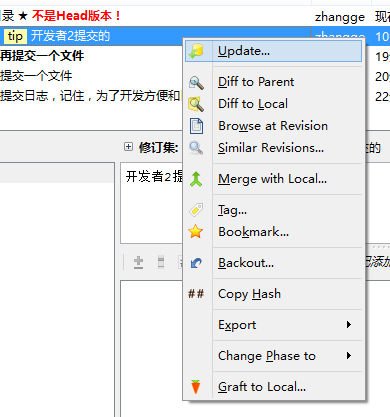 录 ★ 不是Head版本！ zhangge 现在
tip 开发者2提交的 zhangge 10
再提交一个文件 19
提交一个文件 20
提交日志，记住，为了开发方便和 22
修订集:
开发者2提
Update...
Diff to Parent
Diff to Local
Browse at Revision
Similar Revisions...
Merge with Local...
Tag...
Bookmark...
Backout...
Copy Hash
Export
Change Phase to
Graft to Local...